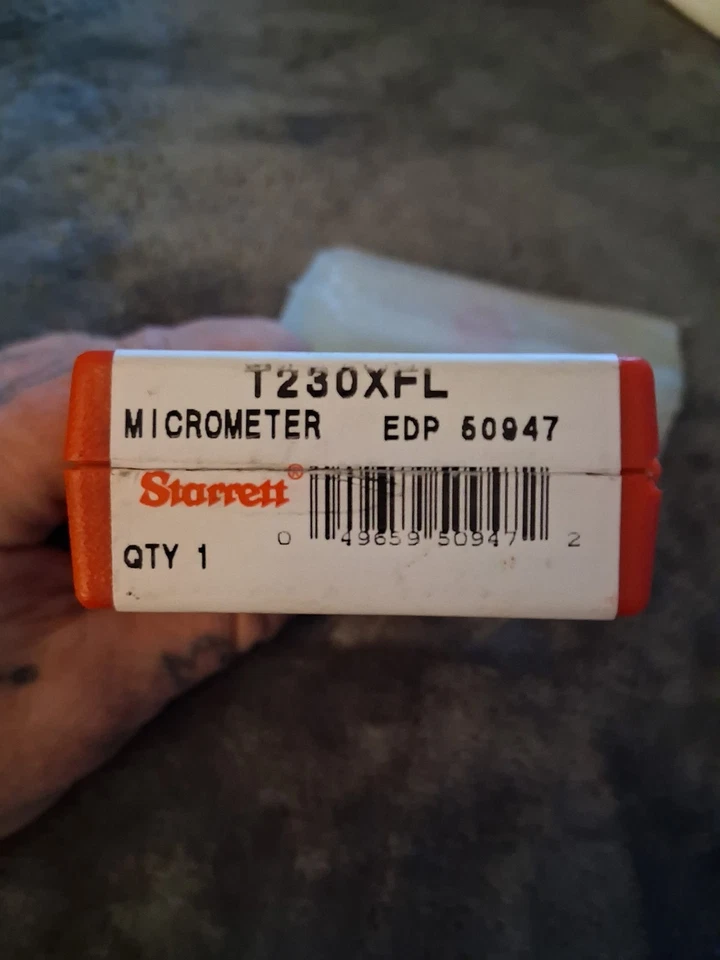 T230XFL
MICROMETER EDP 50947
Starrett®
0 49659 50947 2
QTY 1